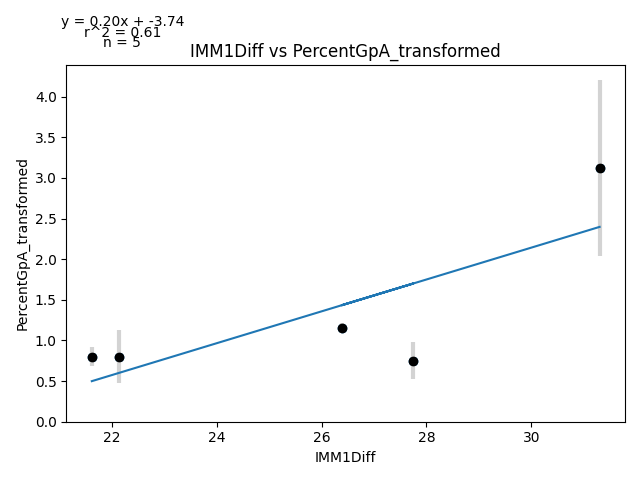 y = 0.20x + -3.74
r^2 = 0.61
n = 5
IMM1Diff vs PercentGpA_transformed
PercentGpA_transformed
4.0
3.5
3.0
2.5
2.0
1.5
1.0
0.5
0.0
22
24
26
28
30
IMM1Diff